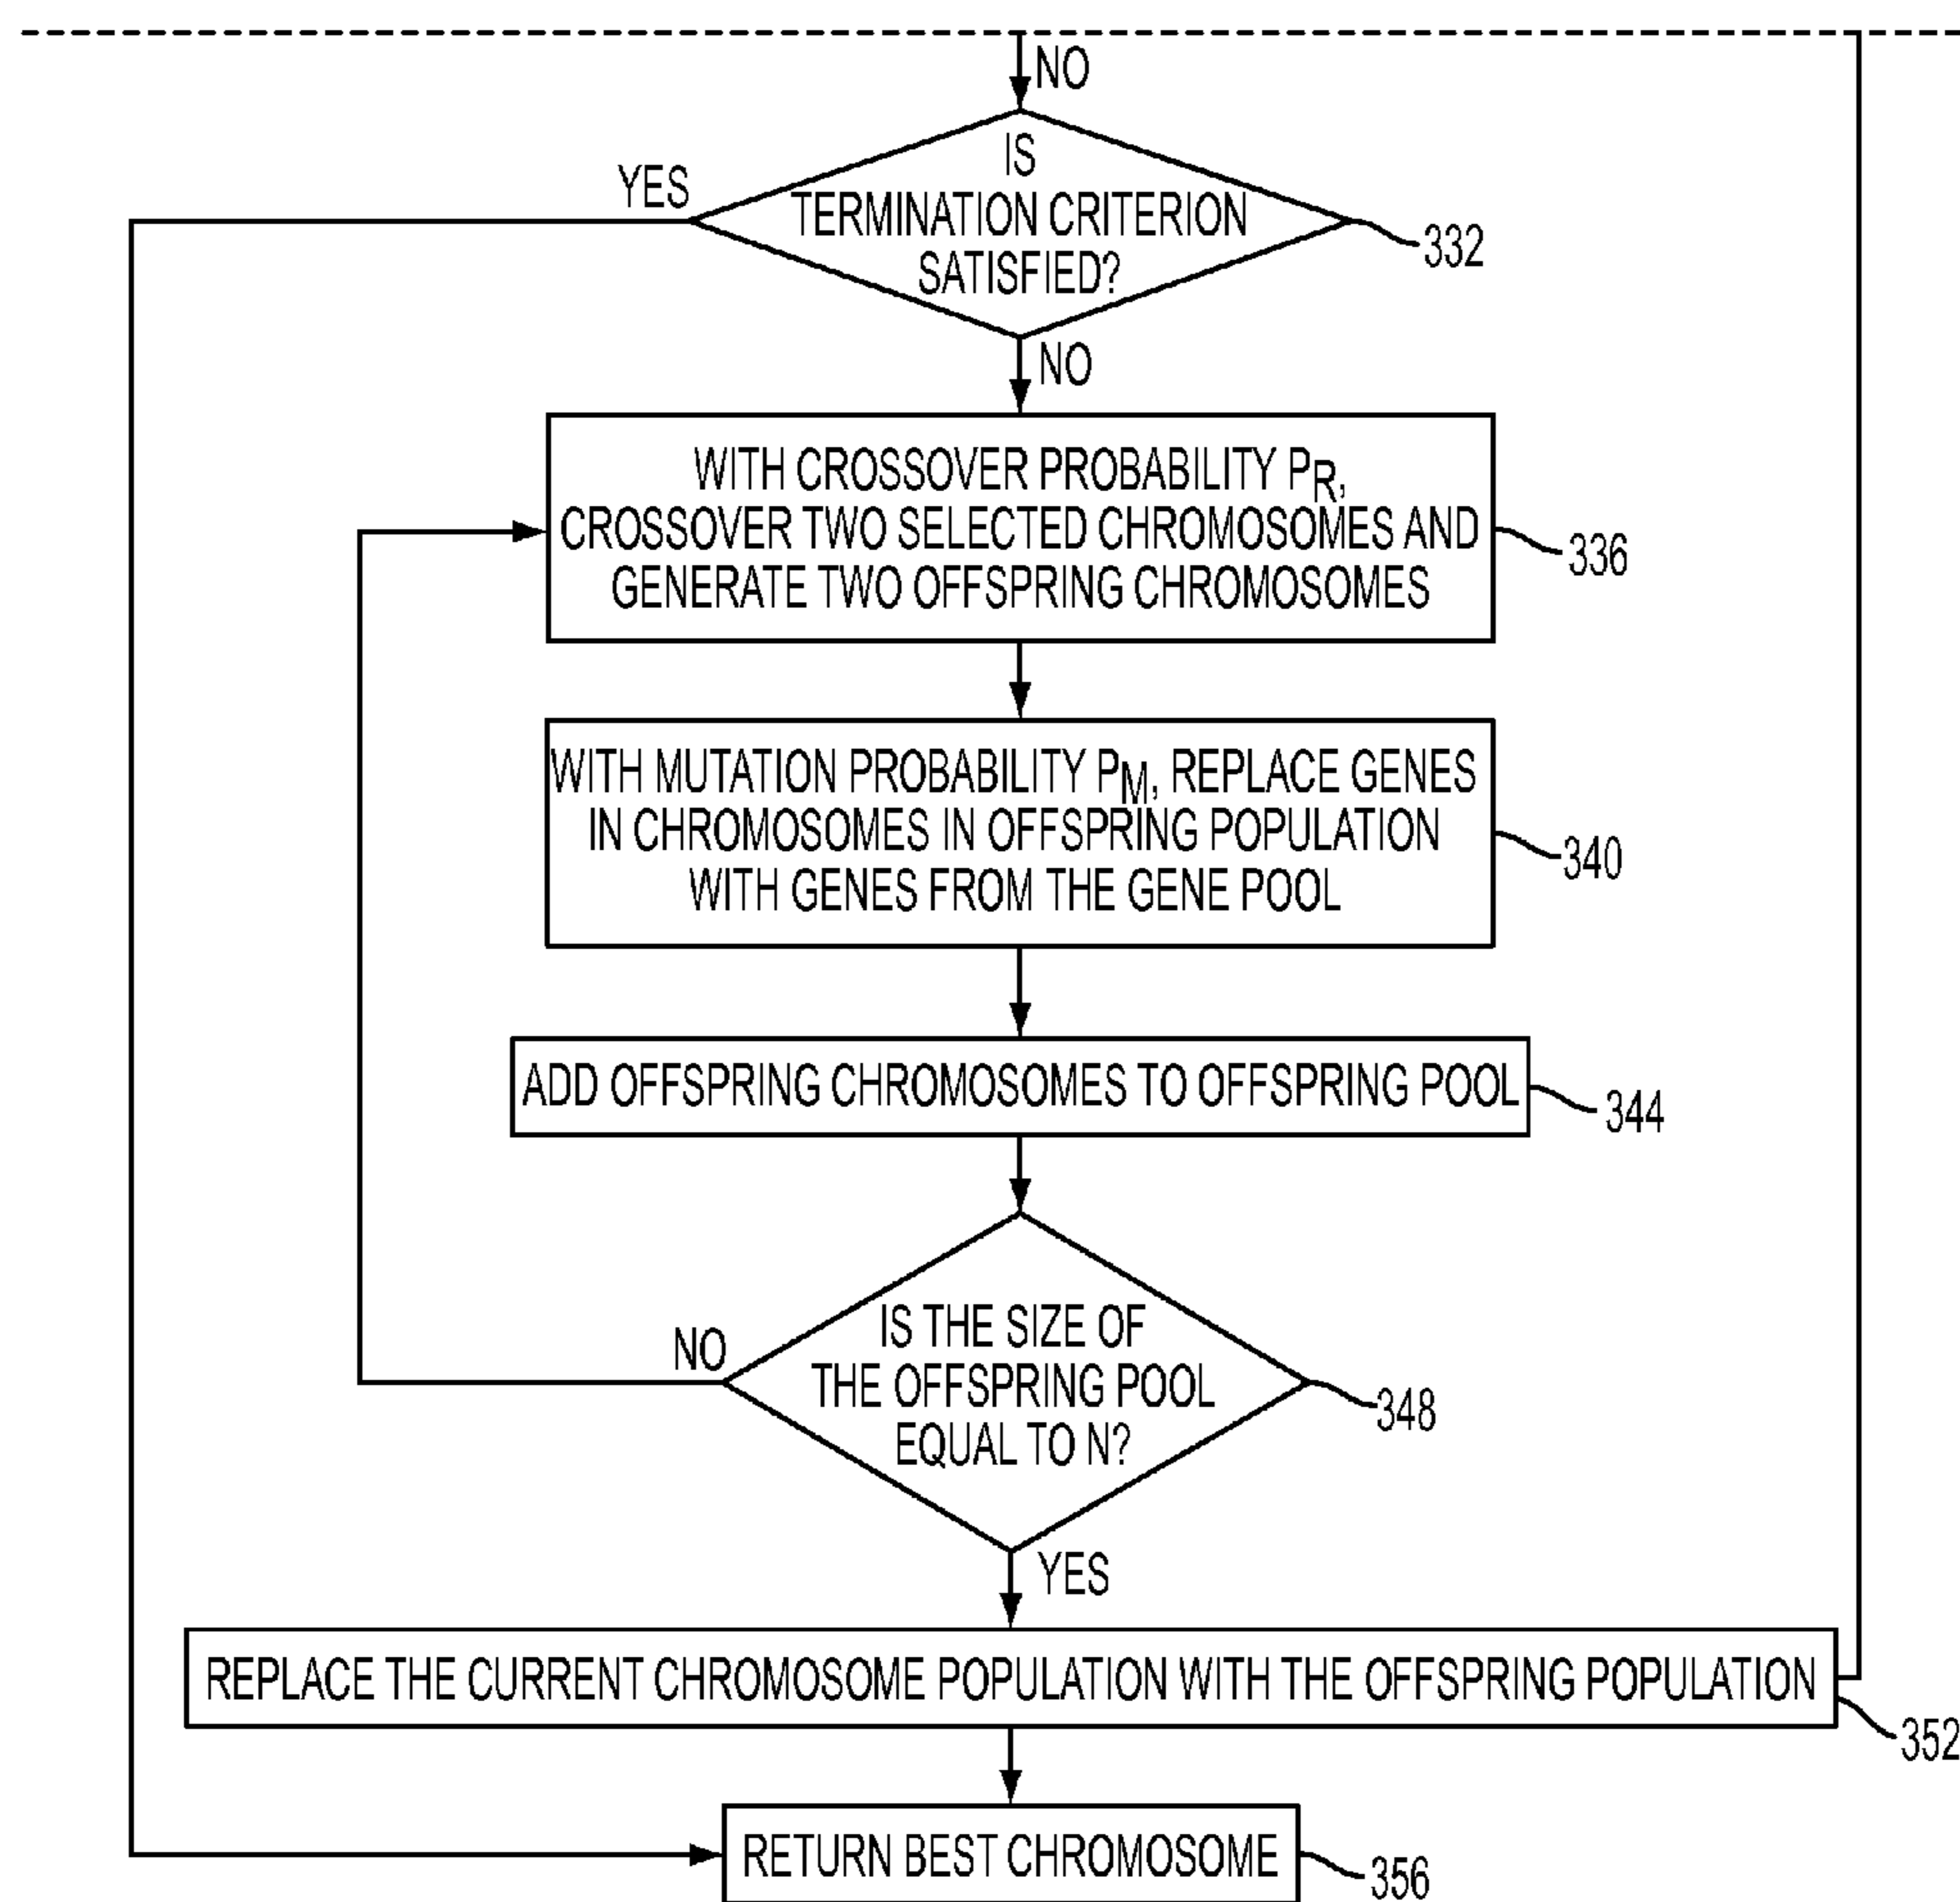 NO
IS
TERMINATION CRITERION
SATISFIED?
YES
332
NO
WITH CROSSOVER PROBABILITY PR,
CROSSOVER TWO SELECTED CHROMOSOMES AND
GENERATE TWO OFFSPRING CHROMOSOMES
336
WITH MUTATION PROBABILITY PM, REPLACE GENES
IN CHROMOSOMES IN OFFSPRING POPULATION
WITH GENES FROM THE GENE POOL
340
ADD OFFSPRING CHROMOSOMES TO OFFSPRING POOL
344
NO
IS THE SIZE OF
THE OFFSPRING POOL
EQUAL TO N?
348
YES
REPLACE THE CURRENT CHROMOSOME POPULATION WITH THE OFFSPRING POPULATION
352
RETURN BEST CHROMOSOME
356